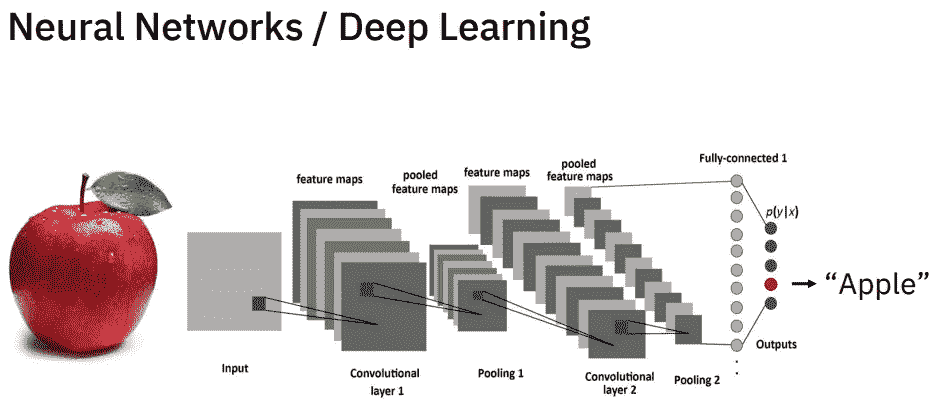 Neural Networks / Deep Learning
feature maps
pooled
feature maps
feature maps
pooled
feature maps
Fully-connected 1
p(y|x)
"Apple"
Input
Convolutional
layer 1
Pooling 1
Convolutional
layer 2
Pooling 2
Outputs